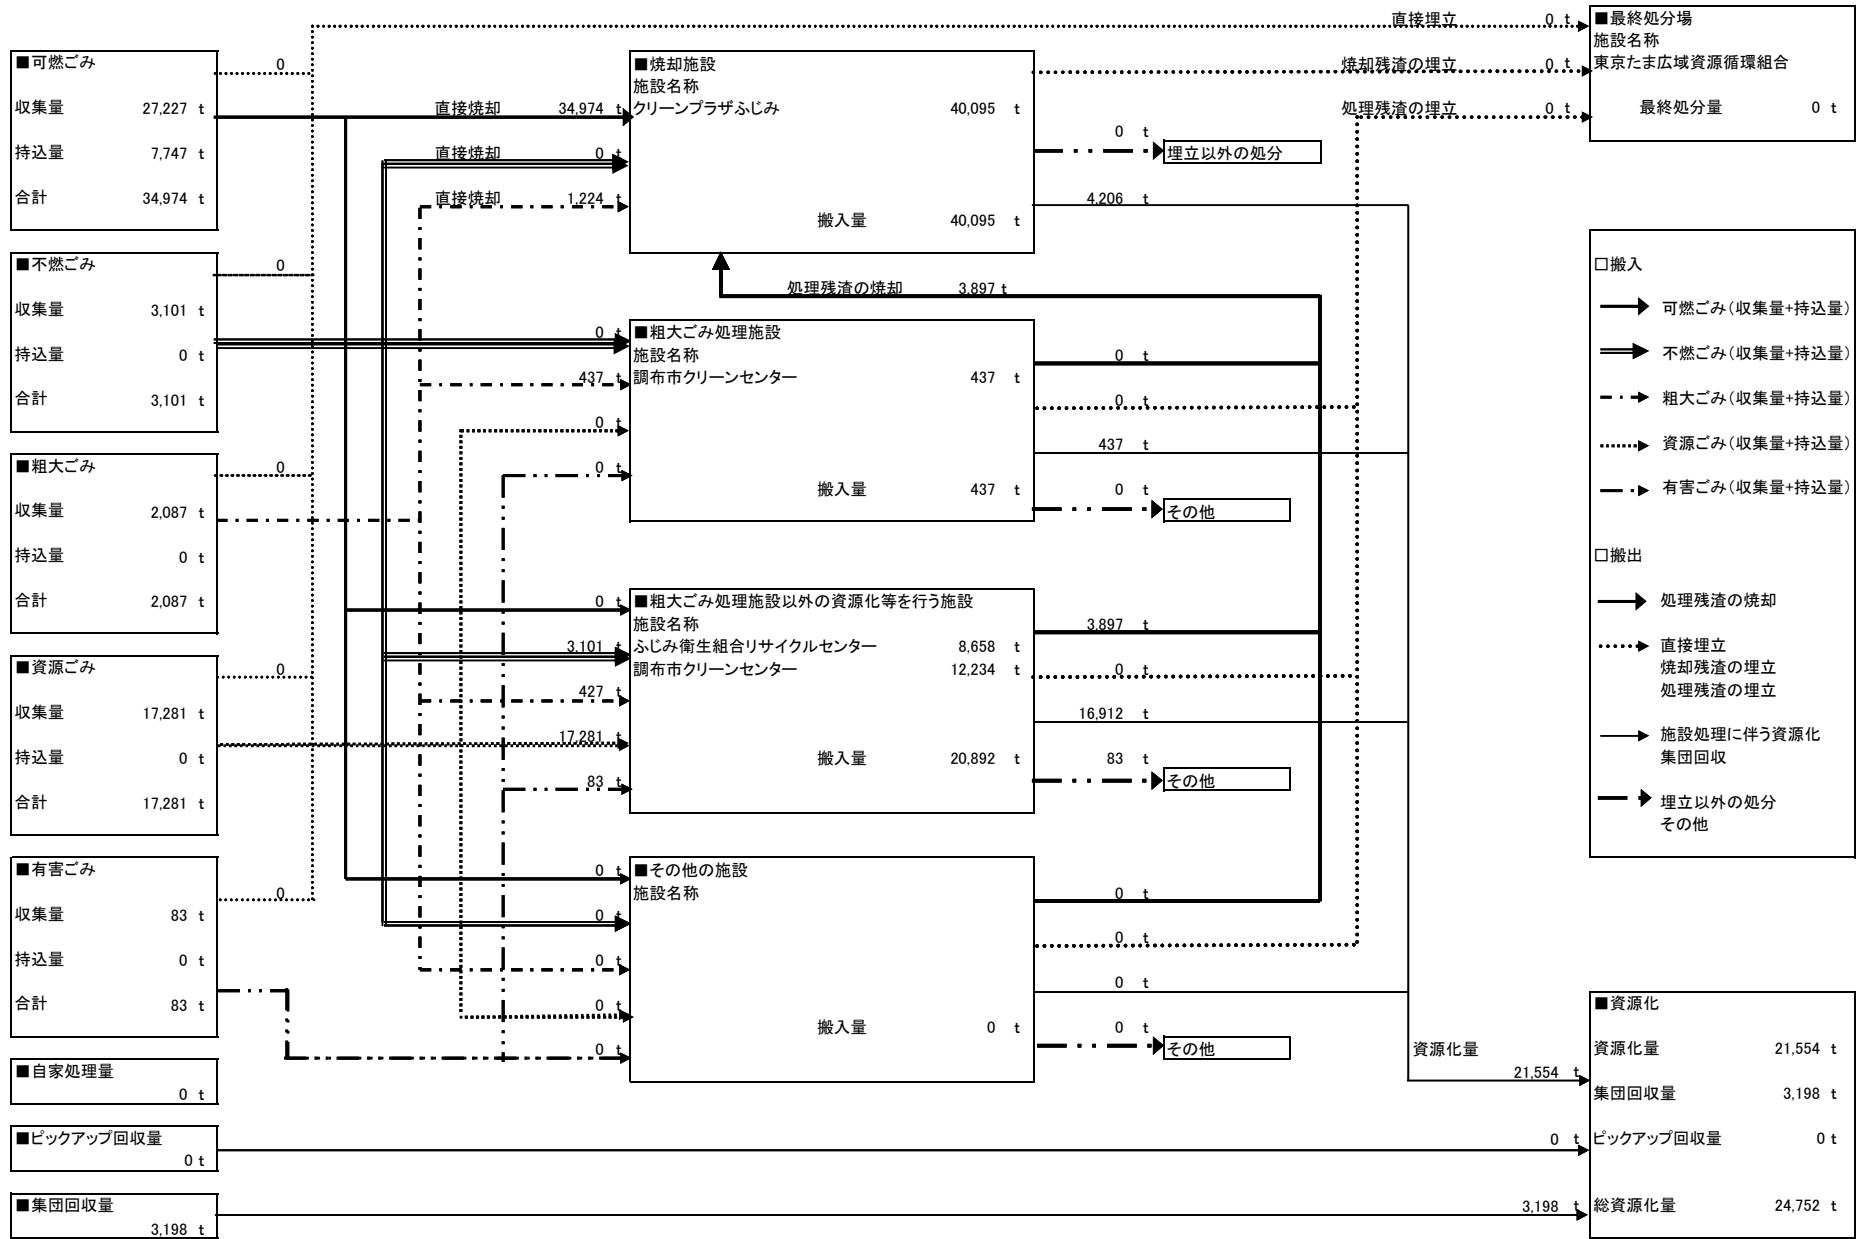 ■可燃ごみ
収集量 27,227 t
持込量 7,747 t
合計 34,974 t
0
■不燃ごみ
収集量 3,101 t
持込量 0 t
合計 3,101 t
0
■粗大ごみ
収集量 2,087 t
持込量 0 t
合計 2,087 t
0
■資源ごみ
収集量 17,281 t
持込量 0 t
合計 17,281 t
0
■有害ごみ
収集量 83 t
持込量 0 t
合計 83 t
0
■自家処理量
0 t
■ピックアップ回収量
0 t
■集団回収量
3,198 t
直接焼却 34,974 t
直接焼却 0 t
直接焼却 1,224 t
■焼却施設
施設名称
クリーンプラザふじみ 40,095 t
搬入量 40,095 t
処理残渣の焼却 3,897 t
0 t
437 t
0 t
0 t
■粗大ごみ処理施設
施設名称
調布市クリーンセンター 437 t
搬入量 437 t
0 t
3,101 t
427 t
17,281 t
83 t
■粗大ごみ処理施設以外の資源化等を行う施設
施設名称
ふじみ衛生組合リサイクルセンター 8,658 t
調布市クリーンセンター 12,234 t
搬入量 20,892 t
0 t
0 t
0 t
0 t
0 t
■その他の施設
施設名称
搬入量 0 t
直接埋立 0 t
焼却残渣の埋立 0 t
処理残渣の埋立 0 t
0 t
埋立以外の処分
4,206 t
0 t
0 t
437 t
0 t
その他
3,897 t
0 t
16,912 t
83 t
その他
0 t
0 t
0 t
0 t
その他
資源化量
21,554 t
0 t
3,198 t
■最終処分場
施設名称
東京たま広域資源循環組合
最終処分量 0 t
□搬入
可燃ごみ(収集量+持込量)
不燃ごみ(収集量+持込量)
粗大ごみ(収集量+持込量)
資源ごみ(収集量+持込量)
有害ごみ(収集量+持込量)
□搬出
処理残渣の焼却
直接埋立
焼却残渣の埋立
処理残渣の埋立
施設処理に伴う資源化
集団回収
埋立以外の処分
その他
■資源化
資源化量 21,554 t
集団回収量 3,198 t
ピックアップ回収量 0 t
総資源化量 24,752 t